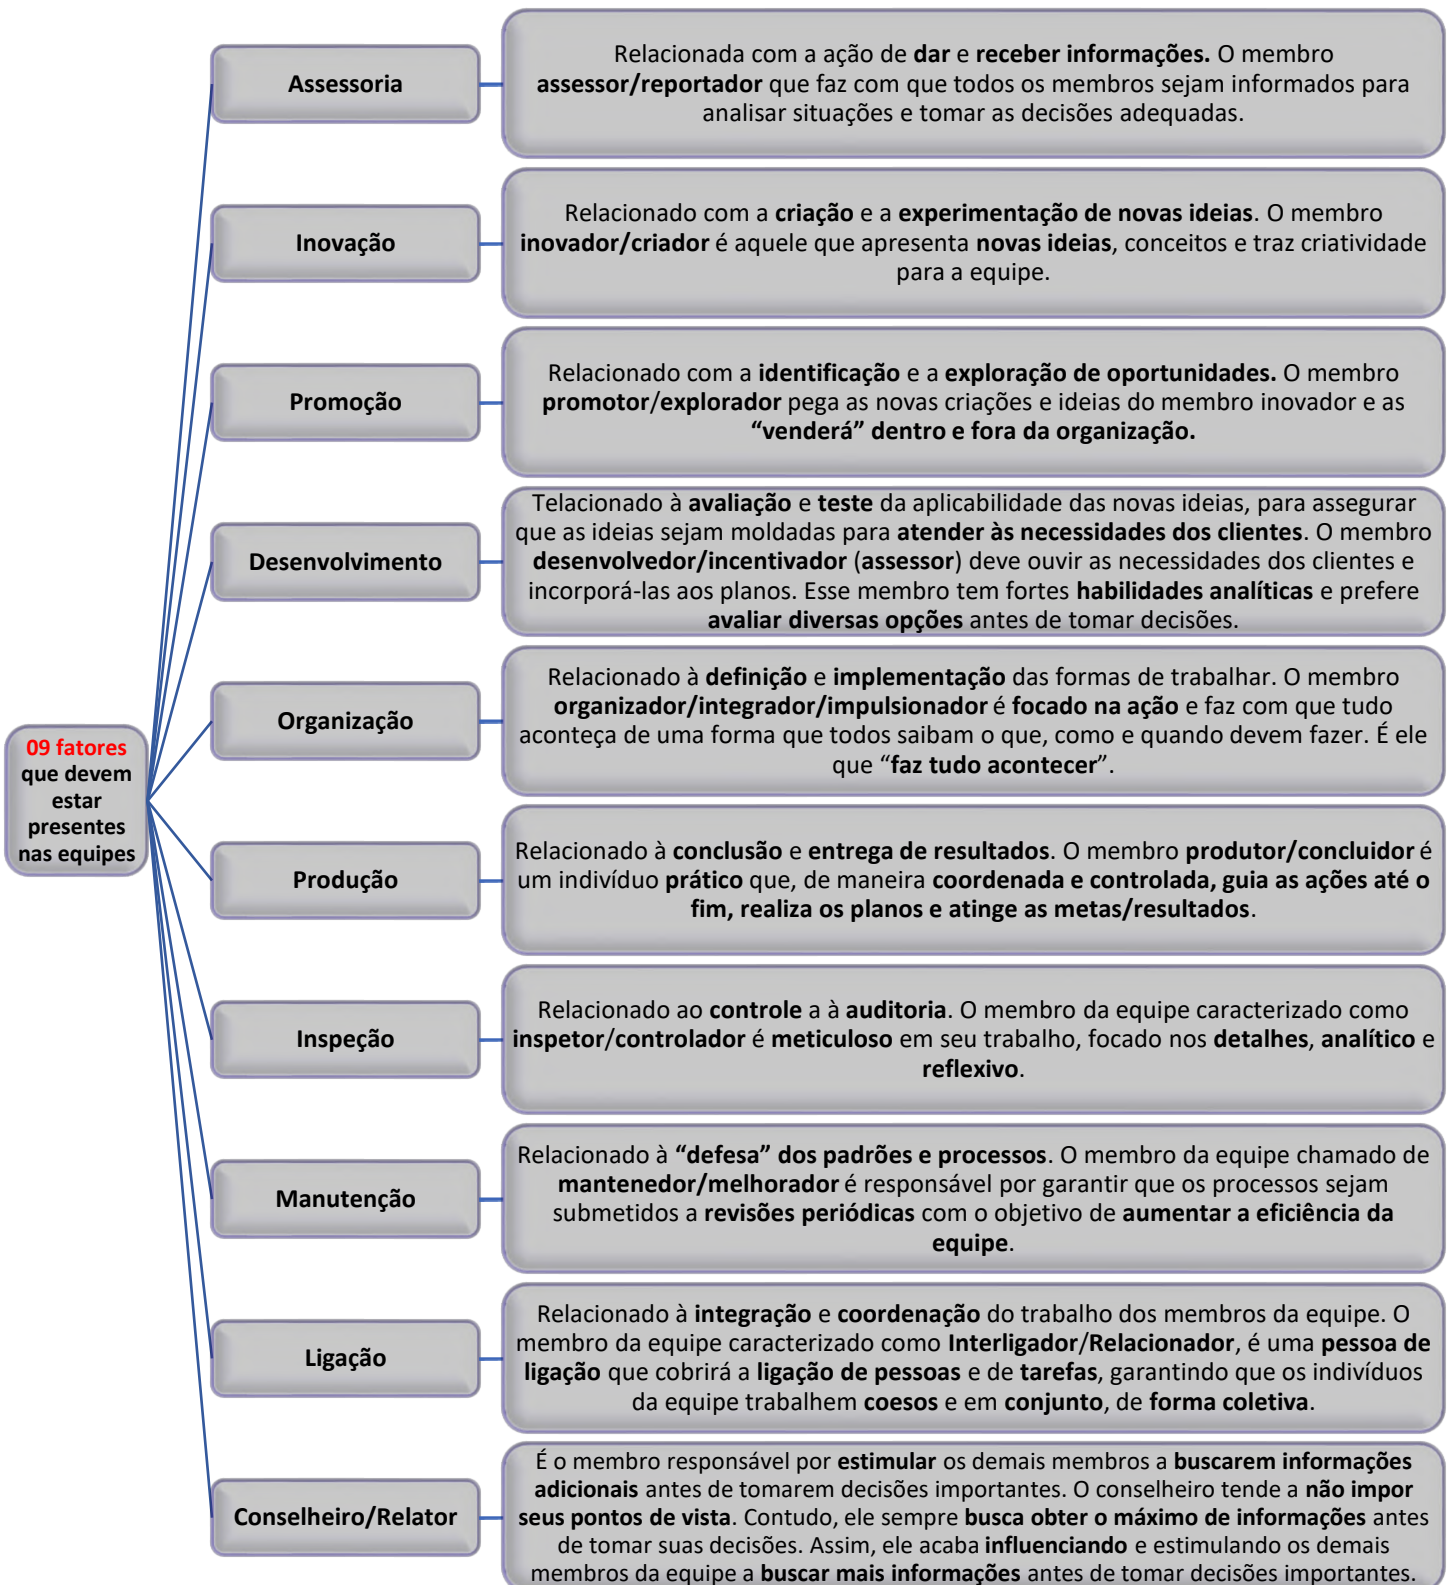 Assessoria
Relacionada com a ação de dar e receber informações. O membro
assessor/reportador que faz com que todos os membros sejam informados para
analisar situações e tomar as decisões adequadas.
Inovação
Relacionado com a criação e a experimentação de novas ideias. O membro
inovador/criador é aquele que apresenta novas ideias, conceitos e traz criatividade
para a equipe.
Promoção
Relacionado com a identificação e a exploração de oportunidades. O membro
promotor/explorador pega as novas criações e ideias do membro inovador e as
“venderá” dentro e fora da organização.
Desenvolvimento
Telacionado à avaliação e teste da aplicabilidade das novas ideias, para assegurar
que as ideias sejam moldadas para atender às necessidades dos clientes. O membro
desenvolvedor/incentivador (assessor) deve ouvir as necessidades dos clientes e
incorporá-las aos planos. Esse membro tem fortes habilidades analíticas e prefere
avaliar diversas opções antes de tomar decisões.
Organização
Relacionado à definição e implementação das formas de trabalhar. O membro
organizador/integrador/impulsionador é focado na ação e faz com que tudo
aconteça de uma forma que todos saibam o que, como e quando devem fazer. É ele
que “faz tudo acontecer”.
09 fatores
que devem
estar
presentes
nas equipes
Produção
Relacionado à conclusão e entrega de resultados. O membro produtor/concluidor é
um indivíduo prático que, de maneira coordenada e controlada, guia as ações até o
fim, realiza os planos e atinge as metas/resultados.
Inspeção
Relacionado ao controle a à auditoria. O membro da equipe caracterizado como
inspetor/controlador é meticuloso em seu trabalho, focado nos detalhes, analítico e
reflexivo.
Manutenção
Relacionado à “defesa” dos padrões e processos. O membro da equipe chamado de
mantenedor/melhorador é responsável por garantir que os processos sejam
submetidos a revisões periódicas com o objetivo de aumentar a eficiência da
equipe.
Ligação
Relacionado à integração e coordenação do trabalho dos membros da equipe. O
membro da equipe caracterizado como Interligador/Relacionador, é uma pessoa de
ligação que cobrirá a ligação de pessoas e de tarefas, garantindo que os indivíduos
da equipe trabalhem coesos e em conjunto, de forma coletiva.
Conselheiro/Relator
É o membro responsável por estimular os demais membros a buscarem informações
adicionais antes de tomarem decisões importantes. O conselheiro tende a não impor
seus pontos de vista. Contudo, ele sempre busca obter o máximo de informações antes
de tomar suas decisões. Assim, ele acaba influenciando e estimulando os demais
membros da equipe a buscar mais informações antes de tomar decisões importantes.